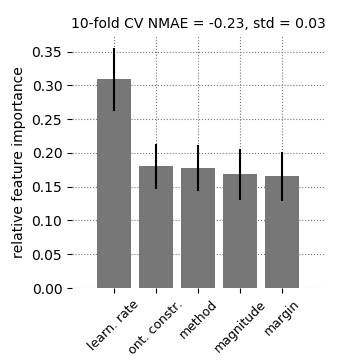 10-fold CV NMAE = -0.23, std = 0.03
relative feature importance
0.35
0.30
0.25
0.20
0.15
0.10
0.05
0.00
learn. rate
ont. constr.
method
magnitude
margin